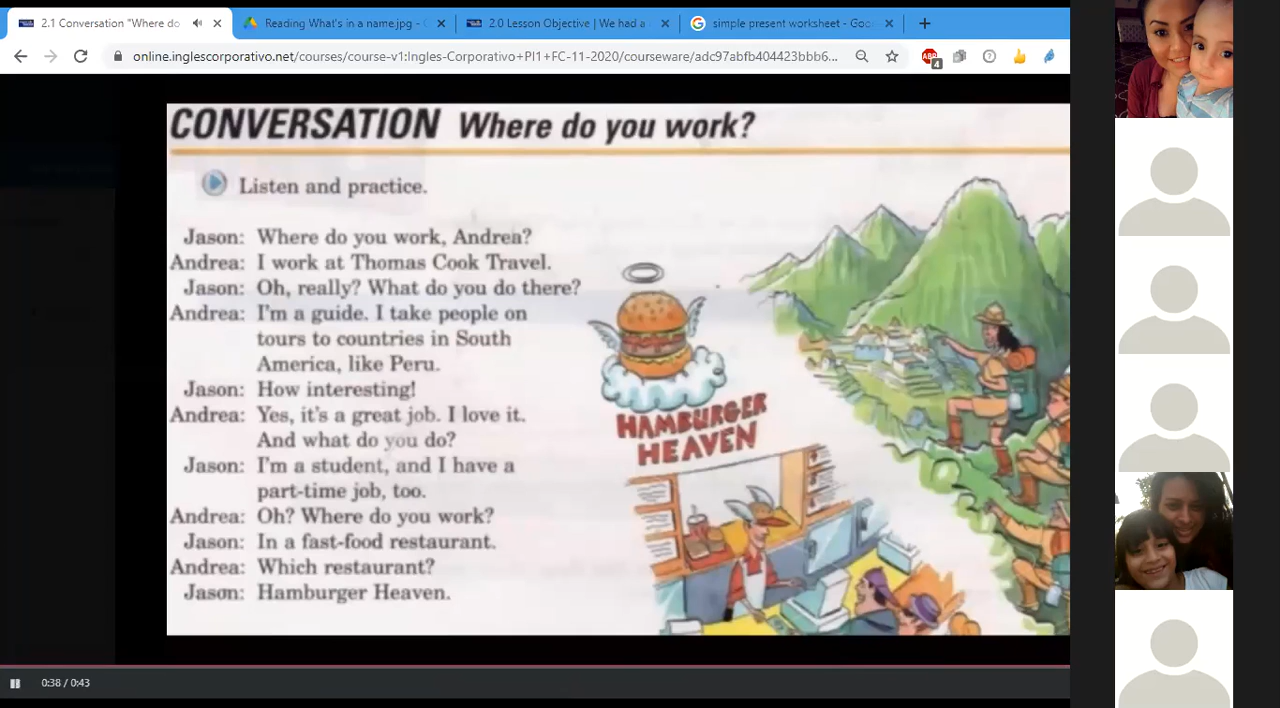 2.1 Conversation "Where do
Reading What's in a name.jpg -
2.0 Lesson Objective | We had a
simple present worksheet - Goo
online.inglescorporativo.net/courses/course-v1:Ingles-Corporativo+PI1+FC-11-2020/courseware/adc97abfb404423bbb6...
ABP
4
CONVERSATION Where do you work?
Listen and practice.
Jason: Where do you work, Andrea?
Andrea: I work at Thomas Cook Travel.
Jason: Oh, really? What do you do there?
Andrea: I'm a guide. I take people on
tours to countries in South
America, like Peru.
Jason: How interesting!
Andrea: Yes, it's a great job. I love it.
And what do you do?
Jason: I'm a student, and I have a
part-time job, too.
Andrea: Oh? Where do you work?
Jason: In a fast-food restaurant.
Andrea: Which restaurant?
Jason: Hamburger Heaven.
HAMBURGER
HEAVEN
0:38 / 0:43